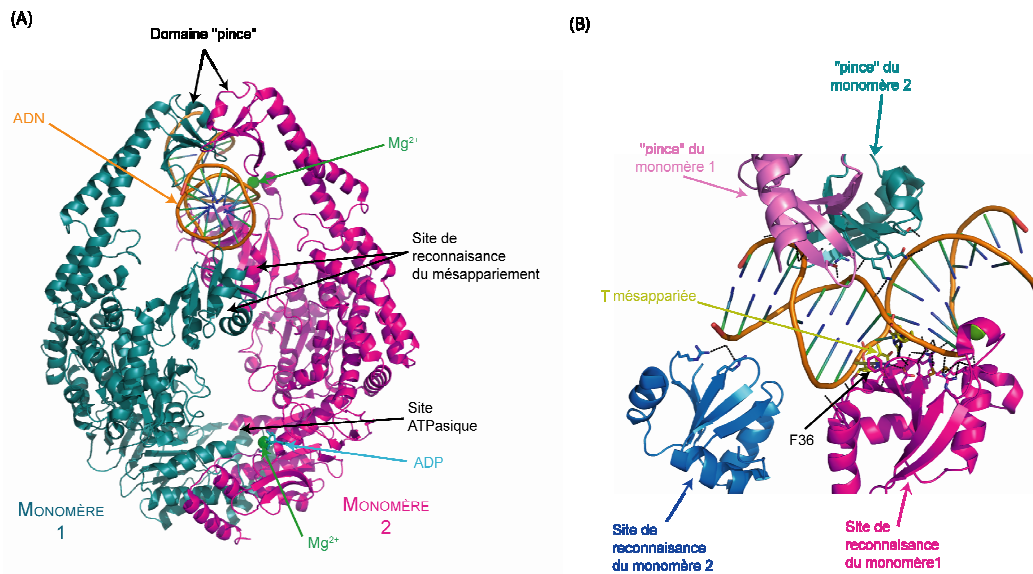 (A)
Domaine "pince"
ADN
Mg2+
Site de
reconnaisance
du mésappariement
Site
ATPasique
ADP
MONOMÈRE
1
MONOMÈRE
2
Mg2+
(B)
"pince" du
monomère 2
"pince" du
monomère 1
T mésappariée
F36
Site de
reconnaisance
du monomère 2
Site de
reconnaisance
du monomère1